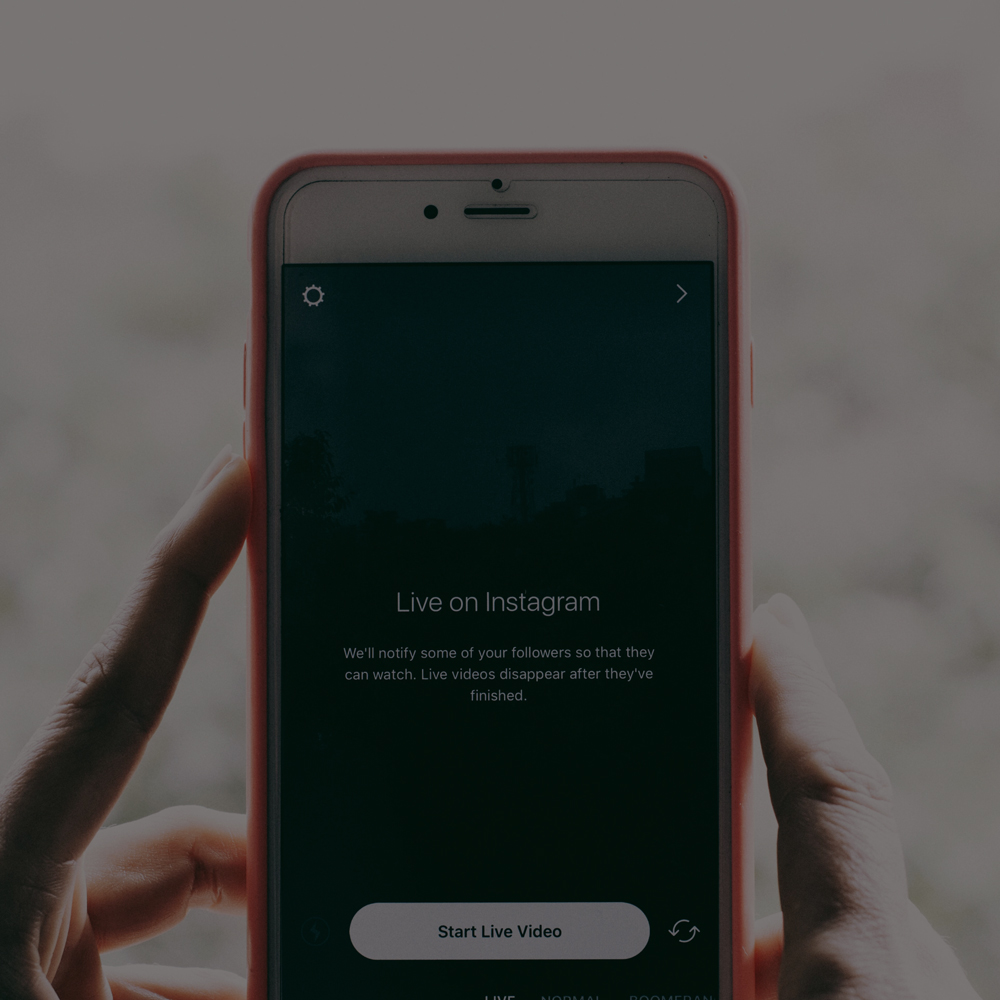 Live on Instagram
We'll notify some of your followers so that they
can watch. Live videos disappear after they've
finished.
Start Live Video
LIVE NORMAL BOOMERAN